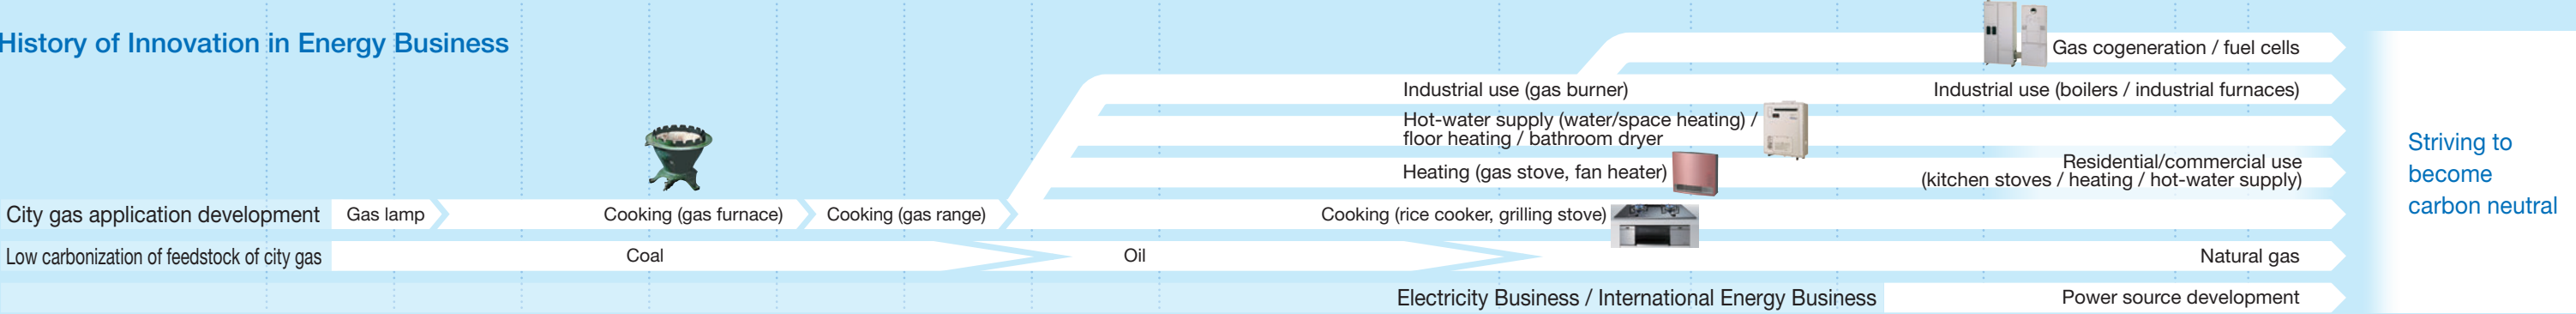 History of Innovation in Energy Business
Gas cogeneration / fuel cells
Industrial use (gas burner)
Industrial use (boilers / industrial furnaces)
Hot-water supply (water/space heating) /
floor heating / bathroom dryer
Heating (gas stove, fan heater)
Residential/commercial use
(kitchen stoves / heating / hot-water supply)
City gas application development
Gas lamp
Cooking (gas furnace)
Cooking (gas range)
Cooking (rice cooker, grilling stove)
Low carbonization of feedstock of city gas
Coal
Oil
Natural gas
Electricity Business / International Energy Business
Power source development
Striving to
become
carbon neutral